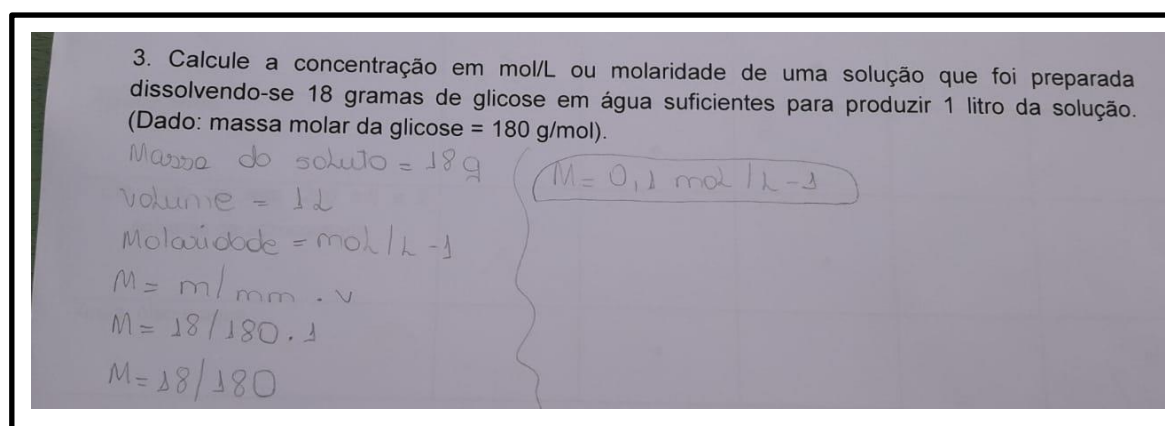 3. Calcule a concentração em mol/L ou molaridade de uma solução que foi preparada
dissolvendo-se 18 gramas de glicose em água suficientes para produzir 1 litro da solução.
(Dado: massa molar da glicose = 180 g/mol).
Massa do soluto = 18g
Volume = 1L
Molaridade = mol/L-1
M = m/mm . v
M = 18/180.1
M = 18/180
M = 0,1 mol/L-1